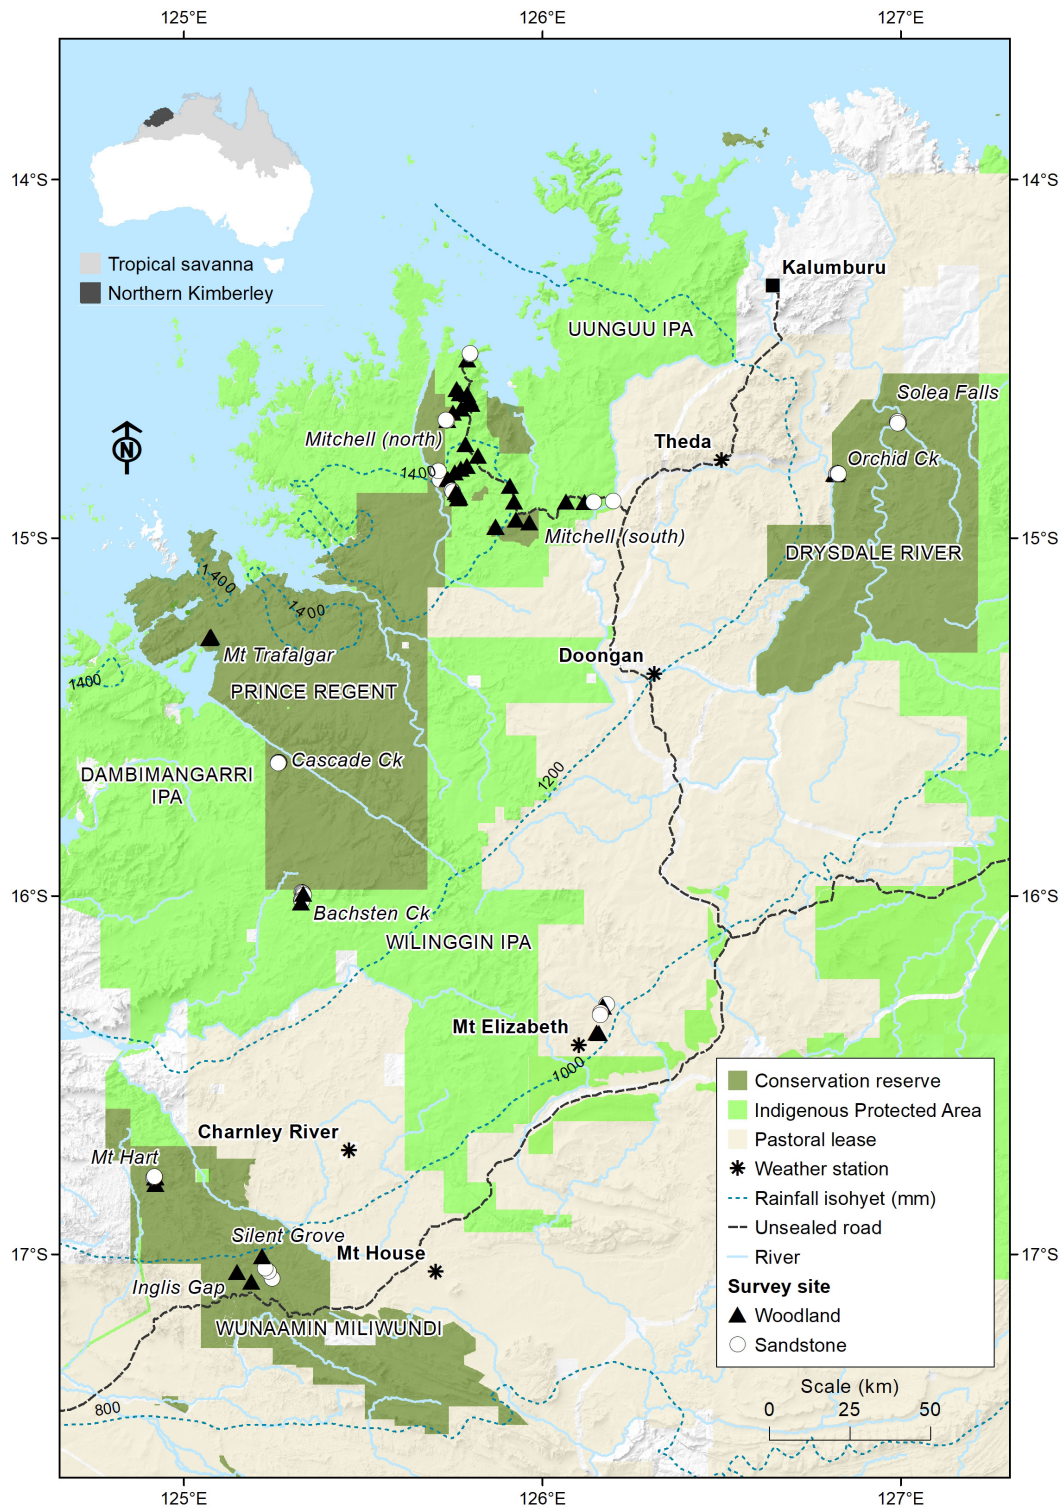 125°E
126°E
127°E
14°S
14°S
Tropical savanna
Northern Kimberley
Kalumburu
UUNGUU IPA
Solea Falls
N
Mitchell (north)
Theda
Orchid Ck
1400
15°S
Mitchell (south)
15°S
DRYSDALE RIVER
1400
1400
Mt Trafalgar
Doongan
1400
PRINCE REGENT
Cascade Ck
DAMBIMANGARRI
IPA
1200
16°S
16°S
Bachsten Ck
WILINGGIN IPA
Mt Elizabeth
1000
Conservation reserve
Indigenous Protected Area
Charnley River
Pastoral lease
Mt Hart
Weather station
Rainfall isohyet (mm)
Unsealed road
Silent Grove
Mt House
17°S
River
17°S
Inglis Gap
Survey site
Woodland
WUNAAMIN MILIWUNDI
Sandstone
Scale (km)
800
0
25
50
125°E
126°E
127°E